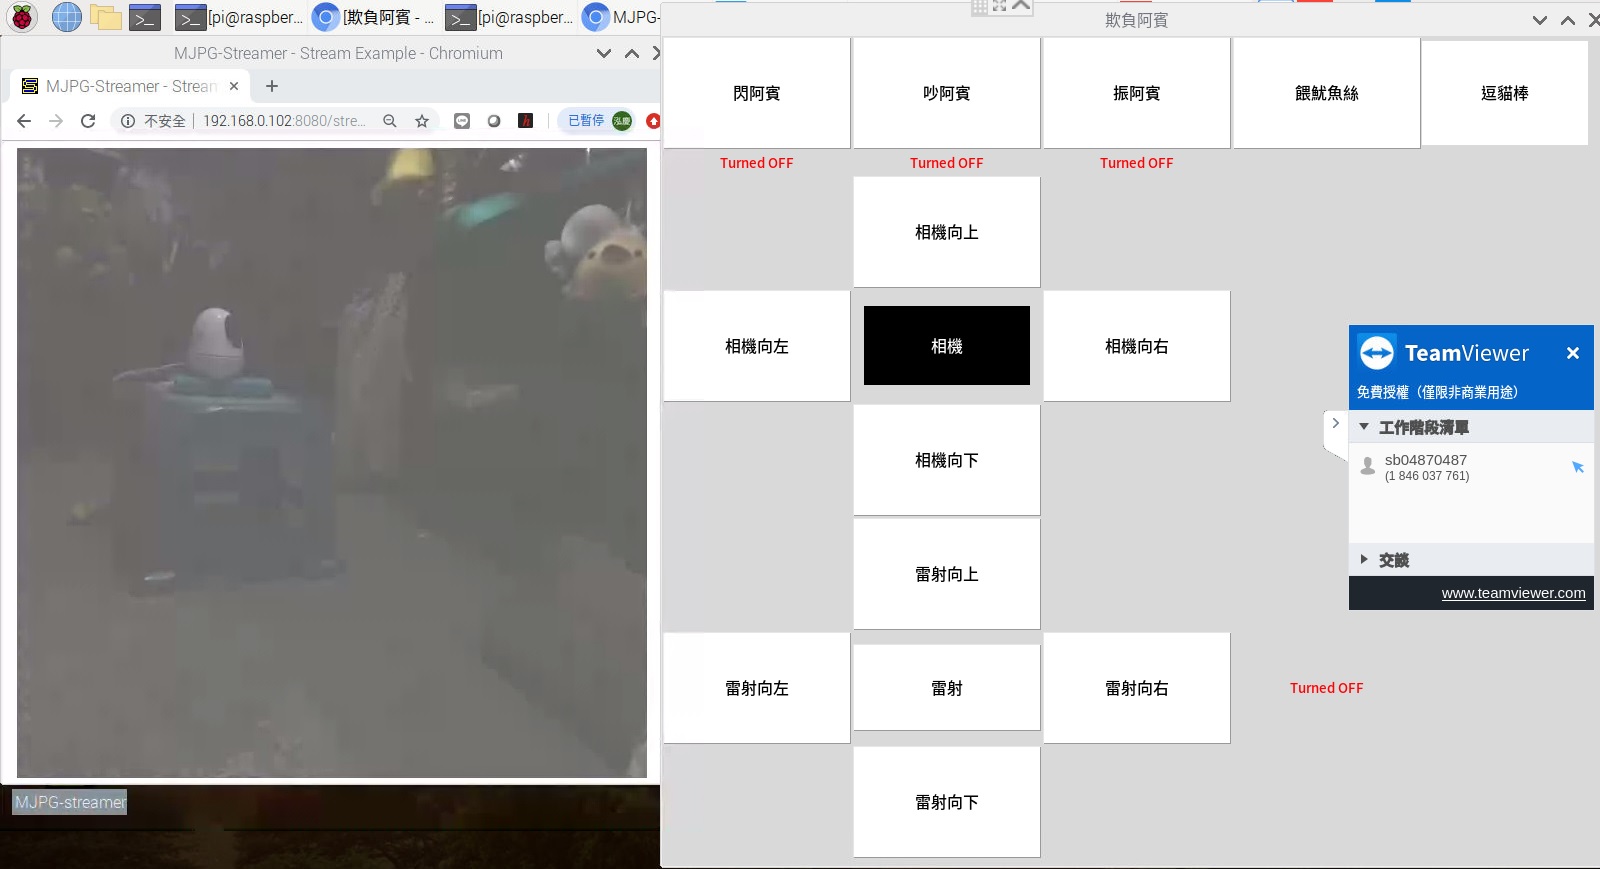 [pi@raspber...
[欺負阿賓 - ...
[pi@raspber...
MJPG-
MJPG-Streamer - Stream Example - Chromium
MJPG-Streamer - Stream
不安全
192.168.0.102:8080/stre...
已暫停
泓慶
MJPG-streamer
欺負阿賓
閃阿賓
吵阿賓
振阿賓
餵魷魚絲
逗貓棒
Turned OFF
Turned OFF
Turned OFF
相機向上
相機向左
相機
相機向右
相機向下
雷射向上
雷射向左
雷射
雷射向右
Turned OFF
雷射向下
TeamViewer
免費授權（僅限非商業用途）
工作階段清單
sb04870487
(1 846 037 761)
交談
www.teamviewer.com